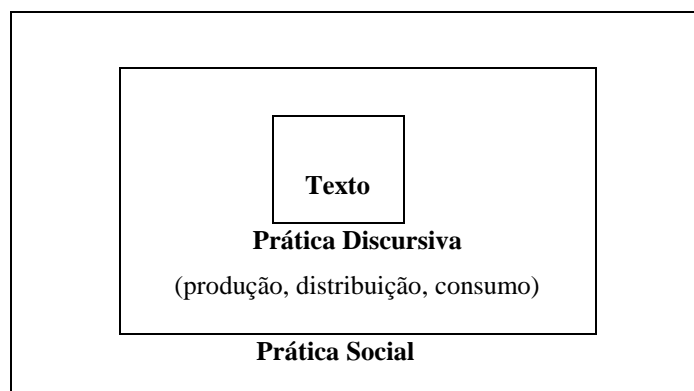 Texto
Prática Discursiva
(produção, distribuição, consumo)
Prática Social